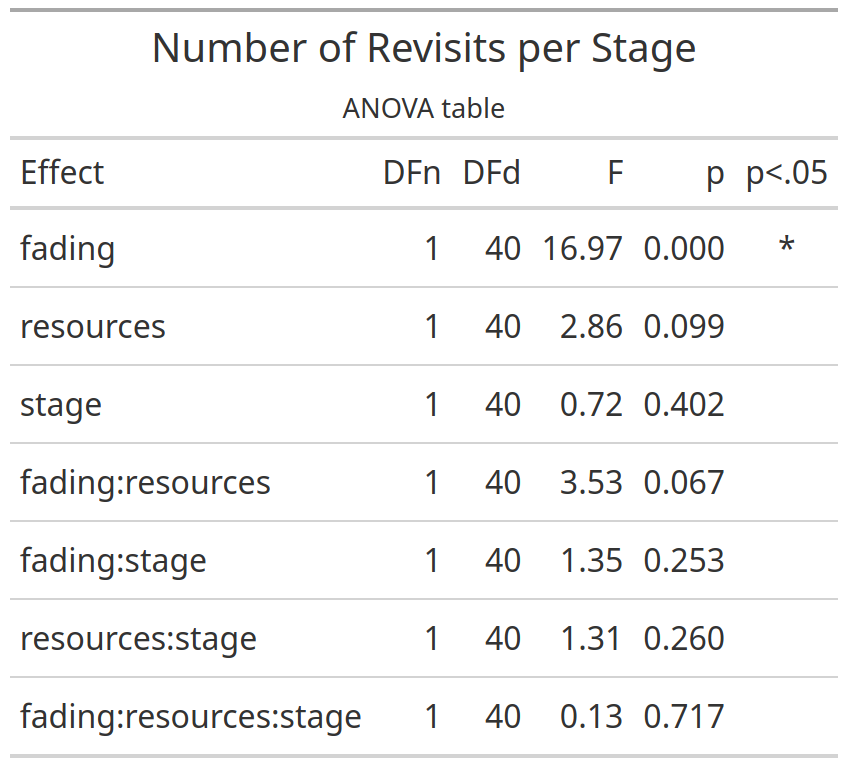 Number of Revisits per Stage
ANOVA table
Effect DFn DFd F p p<.05
fading 1 40 16.97 0.000 *
resources 1 40 2.86 0.099
stage 1 40 0.72 0.402
fading:resources 1 40 3.53 0.067
fading:stage 1 40 1.35 0.253
resources:stage 1 40 1.31 0.260
fading:resources:stage 1 40 0.13 0.717